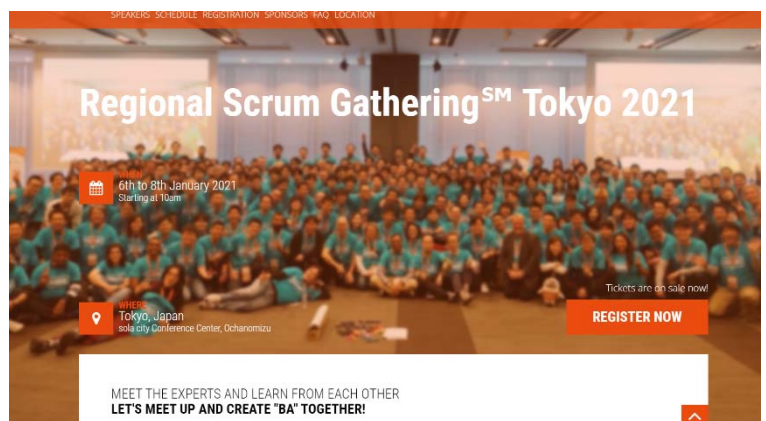 SPEAKERS SCHEDULE REGISTRATION SPONSORS FAQ LOCATION
Regional Scrum Gathering℠ Tokyo 2021
WHEN
6th to 8th January 2021
Starting at 10am
Tickets are on sale now!
WHERE
Tokyo, Japan
sola city Conference Center, Ochanomizu
REGISTER NOW
MEET THE EXPERTS AND LEARN FROM EACH OTHER
LET'S MEET UP AND CREATE "BA" TOGETHER!